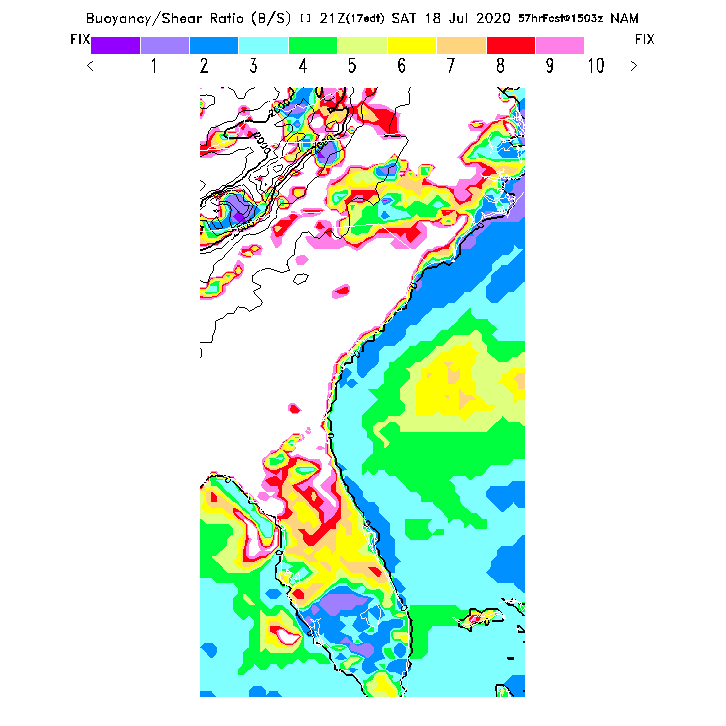 Buoyancy/Shear Ratio (B/S) [] 21Z(17edt) SAT 18 Jul 2020 57hrFcst@1503z NAM
FIX FIX
< 1 2 3 4 5 6 7 8 9 10 >